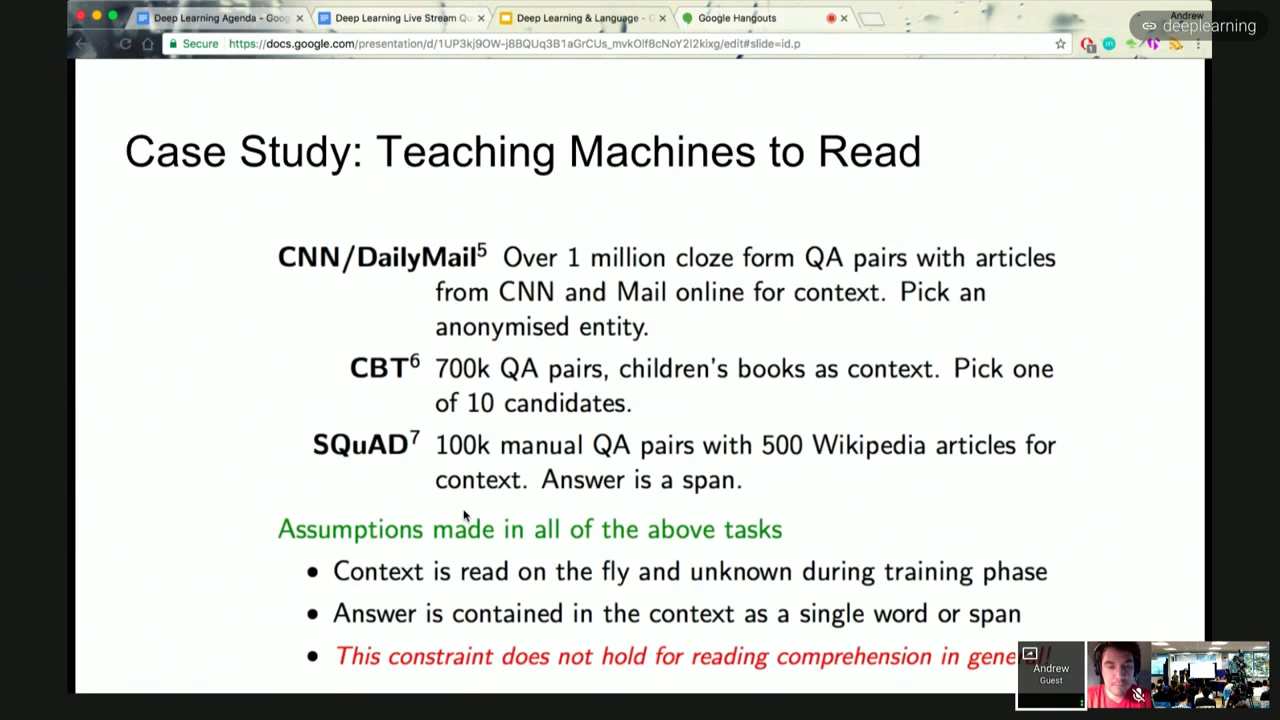 Deep Learning Agenda - Goog
Deep Learning Live Stream Qu
Deep Learning & Language - G
Google Hangouts
Andrew
deeplearning
Secure
https://docs.google.com/presentation/d/1UP3kj9OW-j8BQUq3B1aGrCUs_mvkOlf8cNoY2I2kixg/edit#slide=id.p
Case Study: Teaching Machines to Read
CNN/DailyMail5 Over 1 million cloze form QA pairs with articles
from CNN and Mail online for context. Pick an
anonymised entity.
CBT6 700k QA pairs, children's books as context. Pick one
of 10 candidates.
SQuAD7 100k manual QA pairs with 500 Wikipedia articles for
context. Answer is a span.
Assumptions made in all of the above tasks
• Context is read on the fly and unknown during training phase
• Answer is contained in the context as a single word or span
• This constraint does not hold for reading comprehension in general!
Andrew
Guest